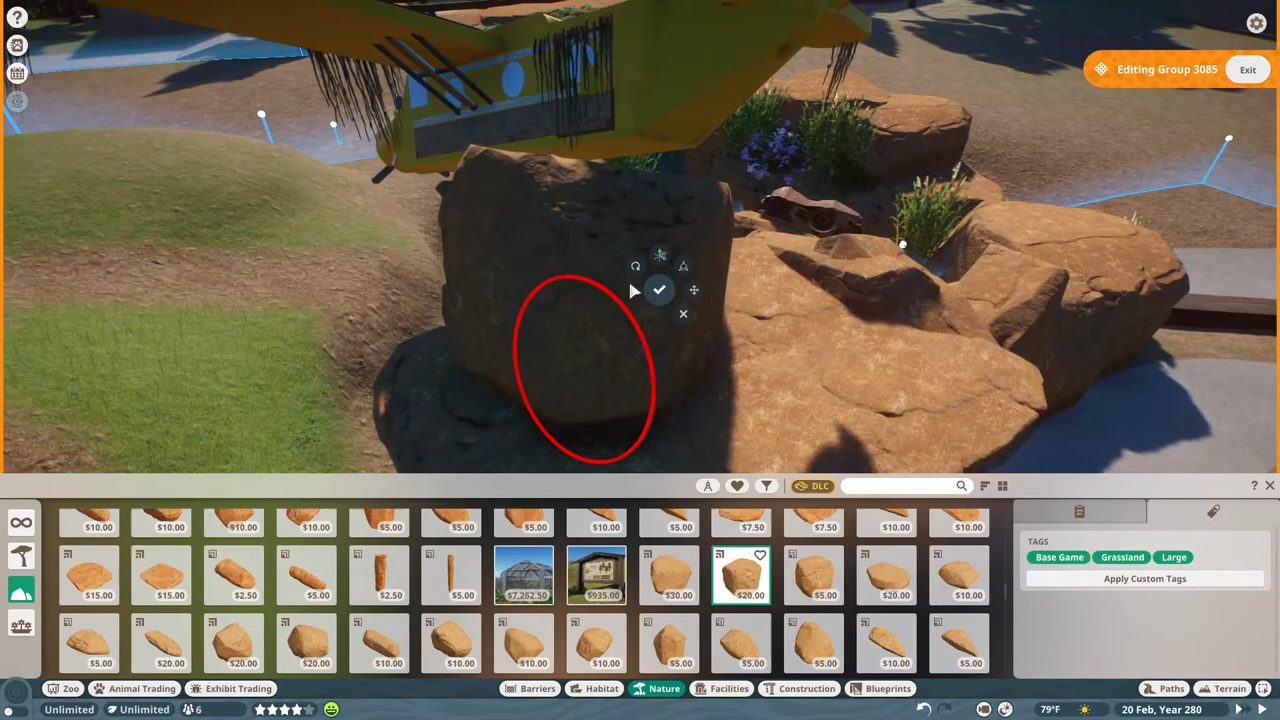 ?
Editing Group 3085
Exit
DLC
?
$10.00 $10.00 $10.00 $10.00 $5.00 $5.00 $5.00 $10.00 $5.00 $7.50 $7.50 $10.00 $10.00
TAGS
Base Game Grassland Large
Apply Custom Tags
$15.00 $15.00 $2.50 $5.00 $2.50 $5.00 $7,262.50 $935.00 $30.00 $20.00 $5.00 $20.00 $10.00
$5.00 $20.00 $20.00 $20.00 $10.00 $10.00 $10.00 $10.00 $5.00 $5.00 $5.00 $10.00 $5.00
Zoo Animal Trading Exhibit Trading Barriers Habitat Nature Facilities Construction Blueprints Paths Terrain
Unlimited Unlimited 6 79°F 20 Feb, Year 280